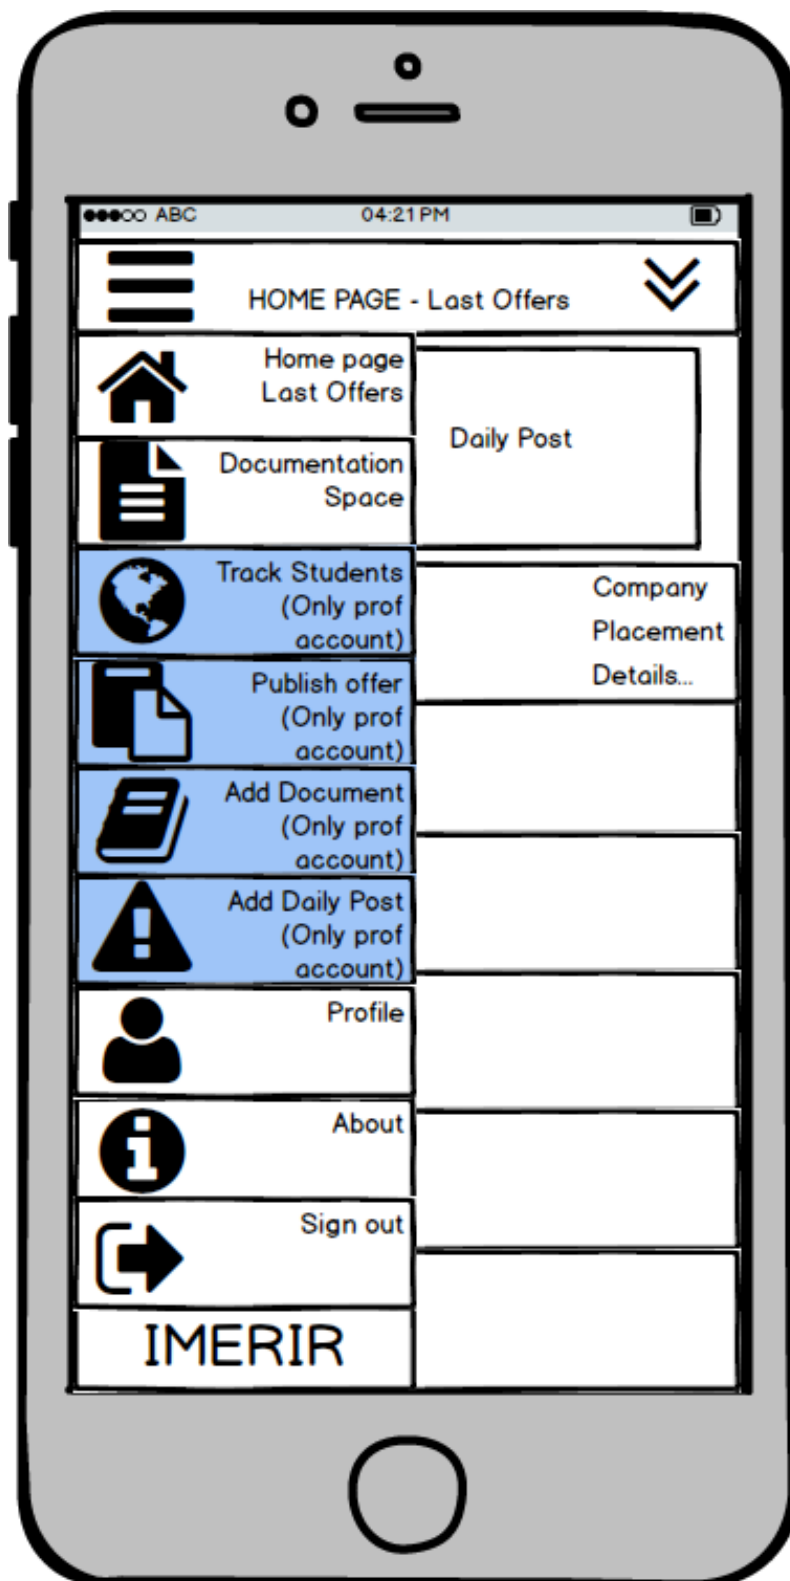 ABC
04:21 PM
HOME PAGE - Last Offers
Home page
Last Offers
Documentation
Space
Track Students
(Only prof
account)
Publish offer
(Only prof
account)
Add Document
(Only prof
account)
Add Daily Post
(Only prof
account)
Profile
About
Sign out
IMERIR
Daily Post
Company
Placement
Details...